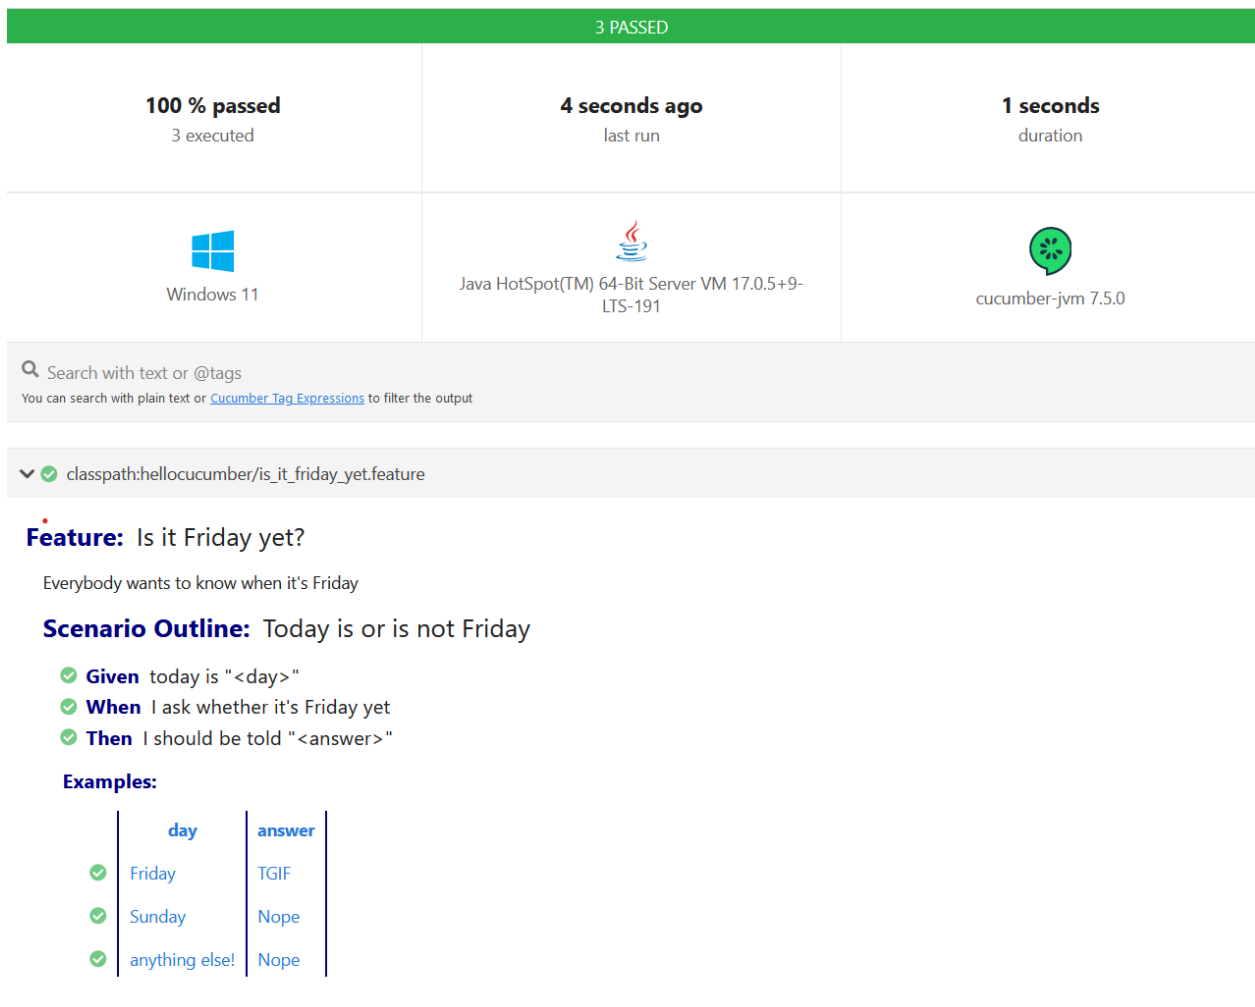 3 PASSED
100 % passed
3 executed
4 seconds ago
last run
1 seconds
duration
Windows 11
Java HotSpot(TM) 64-Bit Server VM 17.0.5+9-
LTS-191
cucumber-jvm 7.5.0
Search with text or @tags
You can search with plain text or Cucumber Tag Expressions to filter the output
classpath:hellocucumber/is_it_friday_yet.feature
Feature: Is it Friday yet?
Everybody wants to know when it's Friday
Scenario Outline: Today is or is not Friday
Given today is "<day>"
When I ask whether it's Friday yet
Then I should be told "<answer>"
Examples:
day answer
Friday TGIF
Sunday Nope
anything else! Nope